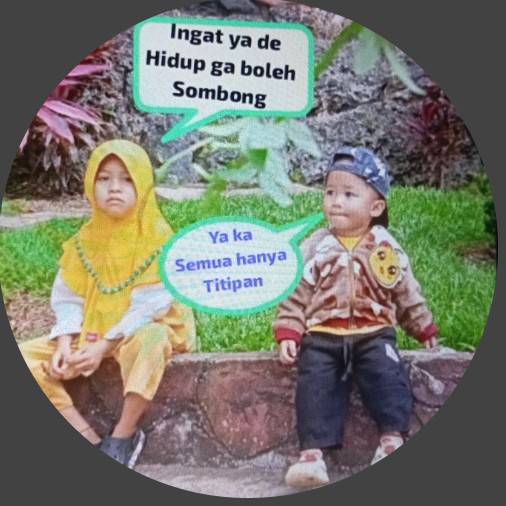 Ingat ya de
Hidup ga boleh
Sombong
Ya ka
Semua hanya
Titipan